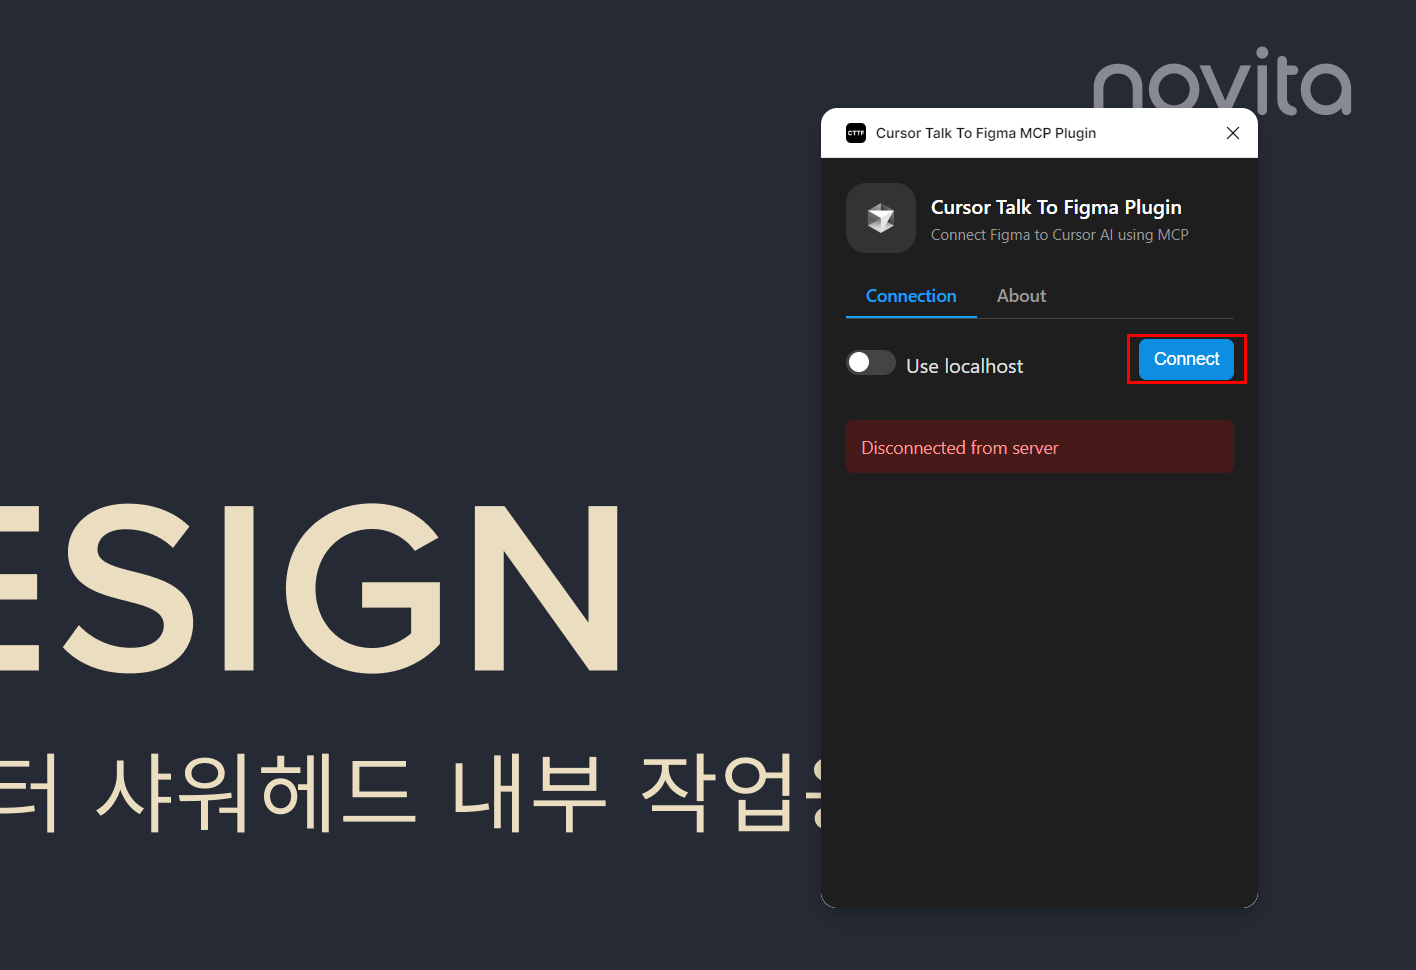 novita
CTTF Cursor Talk To Figma MCP Plugin
Cursor Talk To Figma Plugin
Connect Figma to Cursor AI using MCP
Connection About
Use localhost
Connect
Disconnected from server
ESIGN
터 샤워헤드 내부 작업